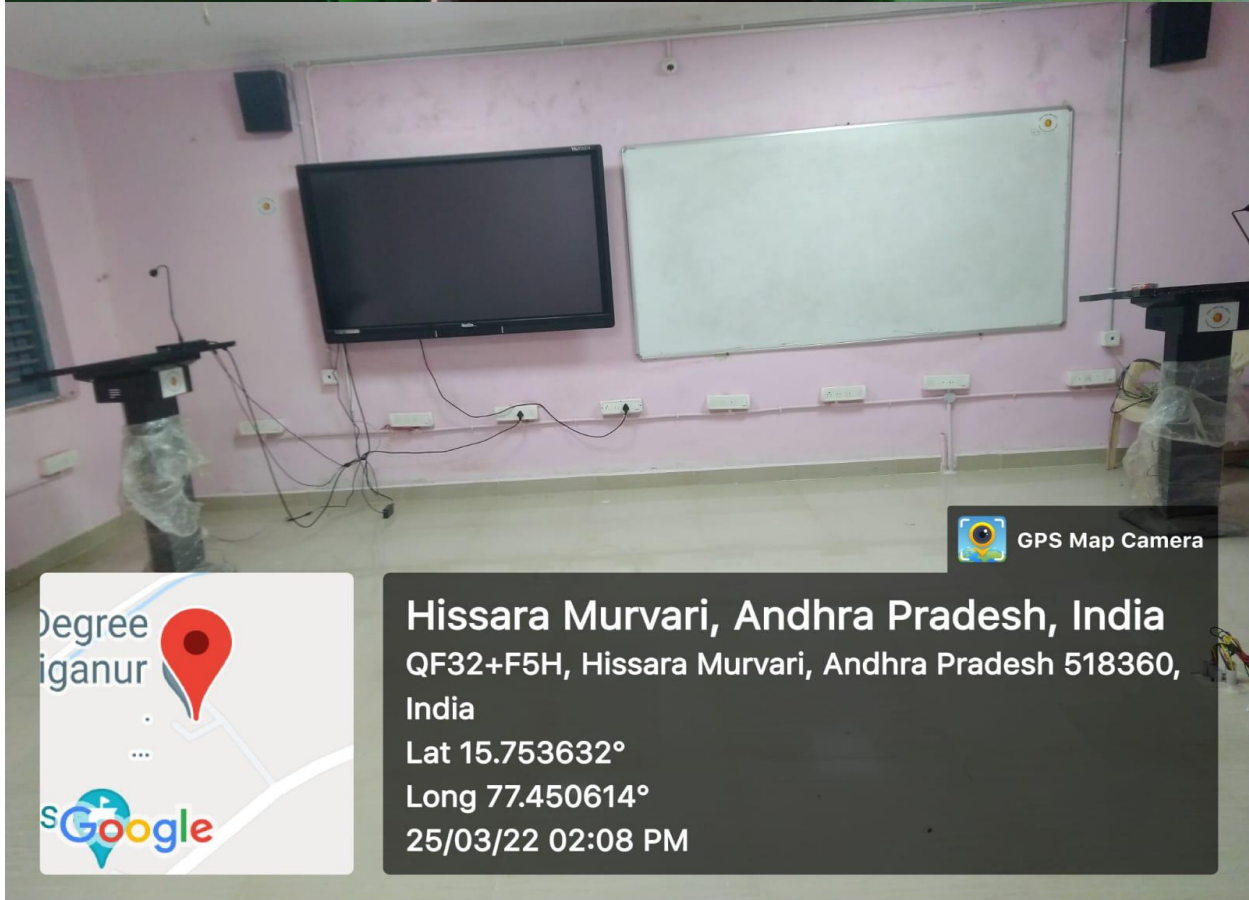 GPS Map Camera
Degree
iganur
Google
Hissara Murvari, Andhra Pradesh, India
QF32+F5H, Hissara Murvari, Andhra Pradesh 518360,
India
Lat 15.753632°
Long 77.450614°
25/03/22 02:08 PM